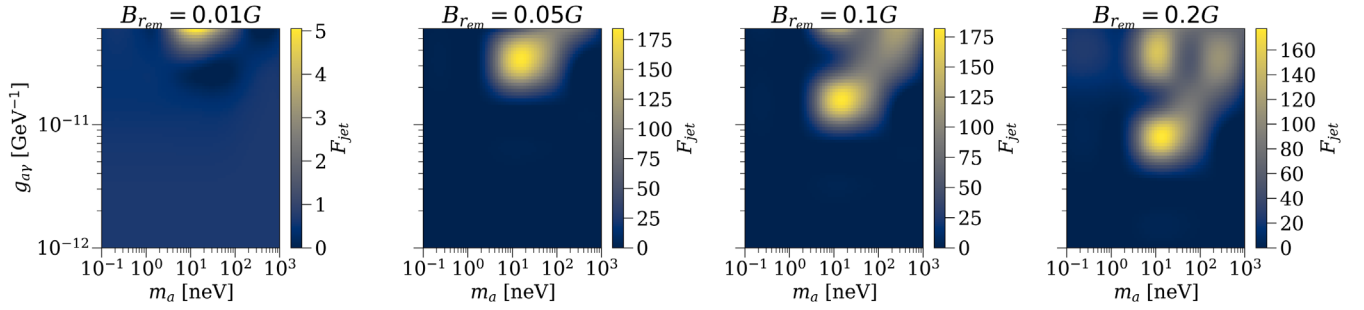 B_{r_{em}} = 0.01G
B_{r_{em}} = 0.05G
B_{r_{em}} = 0.1G
B_{r_{em}} = 0.2G
g_{aγ} [GeV^{−1}]
10^{−11}
10^{−12}
10^{−1} 10^{0} 10^{1} 10^{2} 10^{3}
m_a [neV]
5
4
3
2
1
0
F_{jet}
10^{−1} 10^{0} 10^{1} 10^{2} 10^{3}
m_a [neV]
175
150
125
100
75
50
25
0
F_{jet}
10^{−1} 10^{0} 10^{1} 10^{2} 10^{3}
m_a [neV]
175
150
125
100
75
50
25
0
F_{jet}
10^{−1} 10^{0} 10^{1} 10^{2} 10^{3}
m_a [neV]
160
140
120
100
80
60
40
20
0
F_{jet}